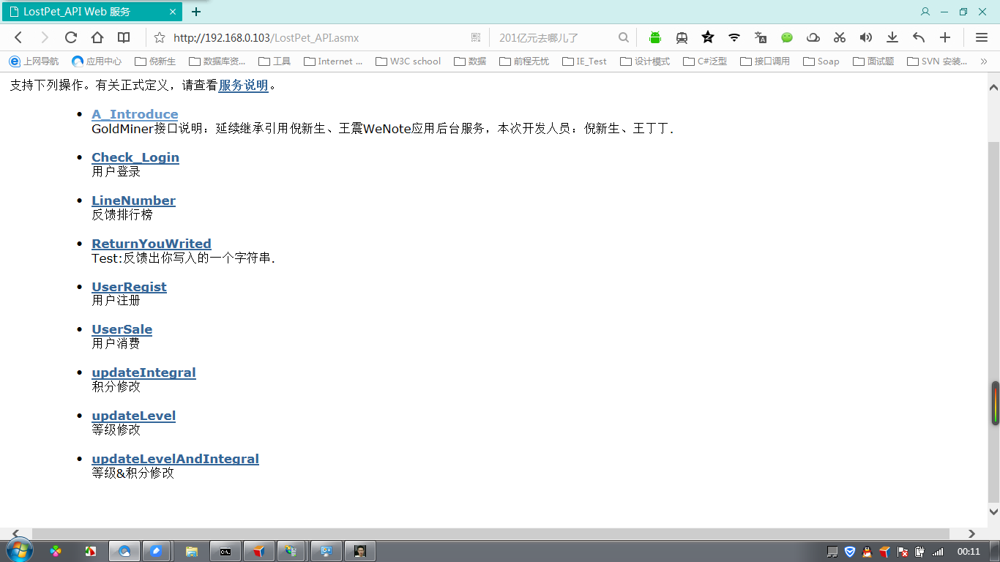 LostPet_API Web 服务
http://192.168.0.103/LostPet_API.asmx
201亿元去哪儿了
上网导航 应用中心 倪新生 数据库资... 工具 Internet ... W3C school 数据 前程无忧 IE_Test 设计模式 C#泛型 接口调用 Soap 面试题 SVN 安装...
支持下列操作。有关正式定义，请查看服务说明。
A_Introduce
GoldMiner接口说明：延续继承引用倪新生、王震WeNote应用后台服务，本次开发人员：倪新生、王丁丁.
Check_Login
用户登录
LineNumber
反馈排行榜
ReturnYouWrited
Test:反馈出你写入的一个字符串.
UserRegist
用户注册
UserSale
用户消费
updateIntegral
积分修改
updateLevel
等级修改
updateLevelAndIntegral
等级&积分修改
00:11